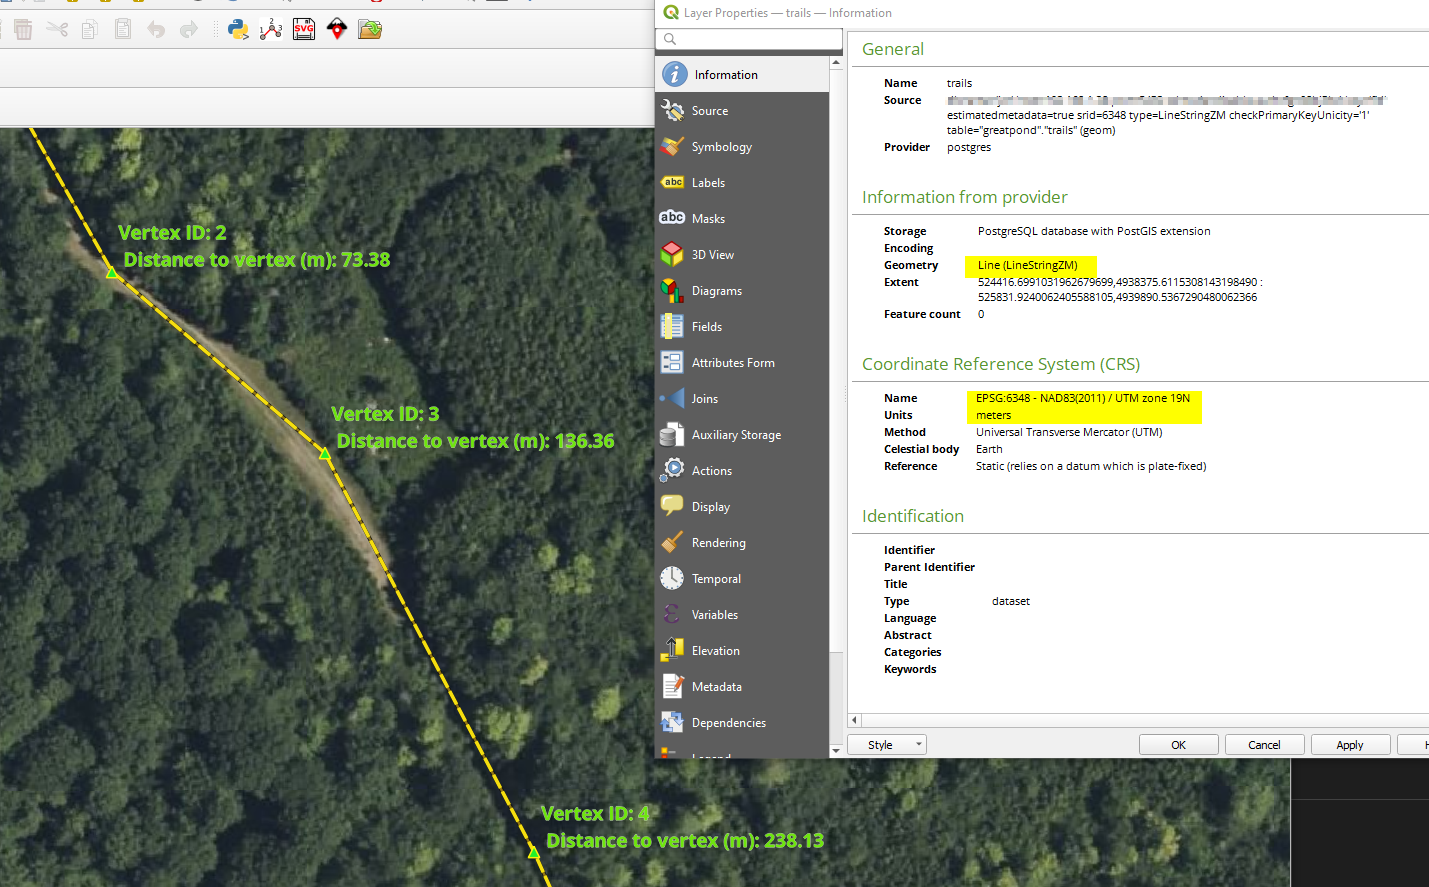 Layer Properties — trails — Information
SVG
2
1
3
Information
Source
Symbology
abc
Labels
abc
Masks
3D View
Diagrams
Fields
Attributes Form
Joins
Auxiliary Storage
Actions
Display
Rendering
Temporal
Variables
Elevation
Metadata
Dependencies
Legend
General
Name trails
Source
estimatedmetadata=true srid=6348 type=LineStringZM checkPrimaryKeyUnicity='1'
table="greatpond"."trails" (geom)
Provider postgres
Information from provider
Storage PostgreSQL database with PostGIS extension
Encoding
Geometry Line (LineStringZM)
Extent 524416.6991031962679699,4938375.6115308143198490 :
525831.9240062405588105,4939890.5367290480062366
Feature count 0
Coordinate Reference System (CRS)
Name EPSG:6348 - NAD83(2011) / UTM zone 19N
Units meters
Method Universal Transverse Mercator (UTM)
Celestial body Earth
Reference Static (relies on a datum which is plate-fixed)
Identification
Identifier
Parent Identifier
Title
Type dataset
Language
Abstract
Categories
Keywords
Style
OK
Cancel
Apply
Vertex ID: 2
Distance to vertex (m): 73.38
Vertex ID: 3
Distance to vertex (m): 136.36
Vertex ID: 4
Distance to vertex (m): 238.13